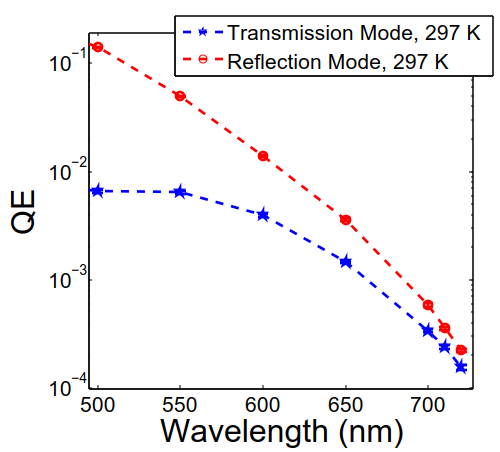 Transmission Mode, 297 K
Reflection Mode, 297 K
10⁻¹
10⁻²
10⁻³
10⁻⁴
QE
500 550 600 650 700
Wavelength (nm)